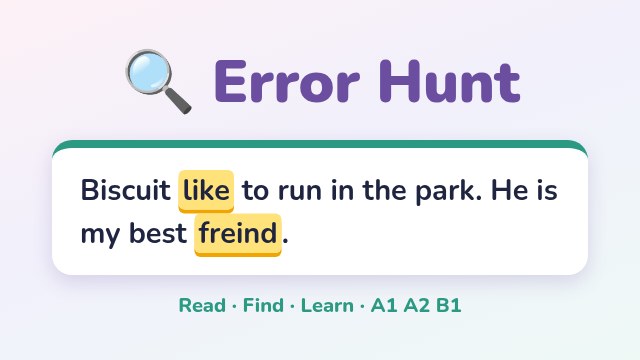 Error Hunt
Biscuit like to run in the park. He is
my best freind.
Read · Find · Learn · A1 A2 B1